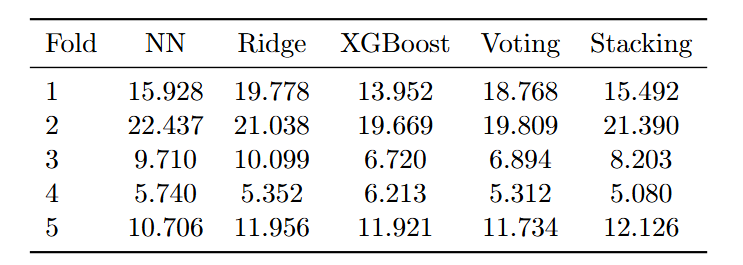 Fold NN Ridge XGBoost Voting Stacking
1 15.928 19.778 13.952 18.768 15.492
2 22.437 21.038 19.669 19.809 21.390
3 9.710 10.099 6.720 6.894 8.203
4 5.740 5.352 6.213 5.312 5.080
5 10.706 11.956 11.921 11.734 12.126